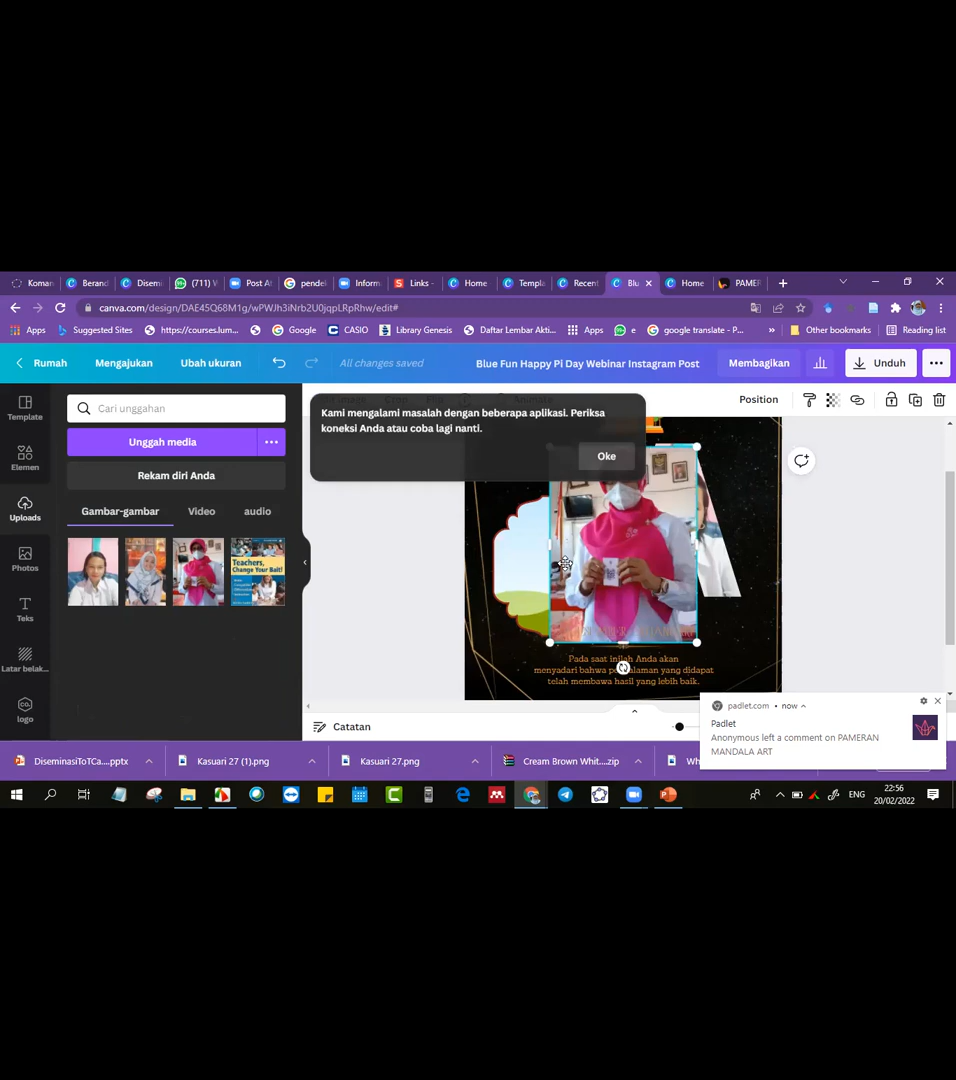 Koman
Berand
Disemi
(711) W
Post At
pendel
Inform
Links -
Home
Templa
Recent
Blu
Home
PAMEF
canva.com/design/DAE45Q68M1g/wPWJh3iNrb2U0jqpLRpRhw/edit#
Apps
Suggested Sites
https://courses.lum...
Google
CASIO
Library Genesis
Daftar Lembar Akti...
Apps
e
google translate - P...
»
Other bookmarks
Reading list
Rumah
Mengajukan
Ubah ukuran
All changes saved
Blue Fun Happy Pi Day Webinar Instagram Post
Membagikan
Unduh
Template
Elemen
Uploads
Photos
Teks
Latar belak...
CO.
logo
Cari unggahan
Unggah media
Rekam diri Anda
Gambar-gambar
Video
audio
Teachers,
Change Your Bait!
Crop
Animate
Position
Kami mengalami masalah dengan beberapa aplikasi. Periksa
koneksi Anda atau coba lagi nanti.
Oke
Pada saat inilah Anda akan
menyadari bahwa
yang didapat
telah membawa hasil yang lebih baik.
Catatan
padlet.com • now
Padlet
Anonymous left a comment on PAMERAN
MANDALA ART
DiseminasiToTCa....pptx
Kasuari 27 (1).png
Kasuari 27.png
Cream Brown Whit....zip
Wh
ENG
22:56
20/02/2022